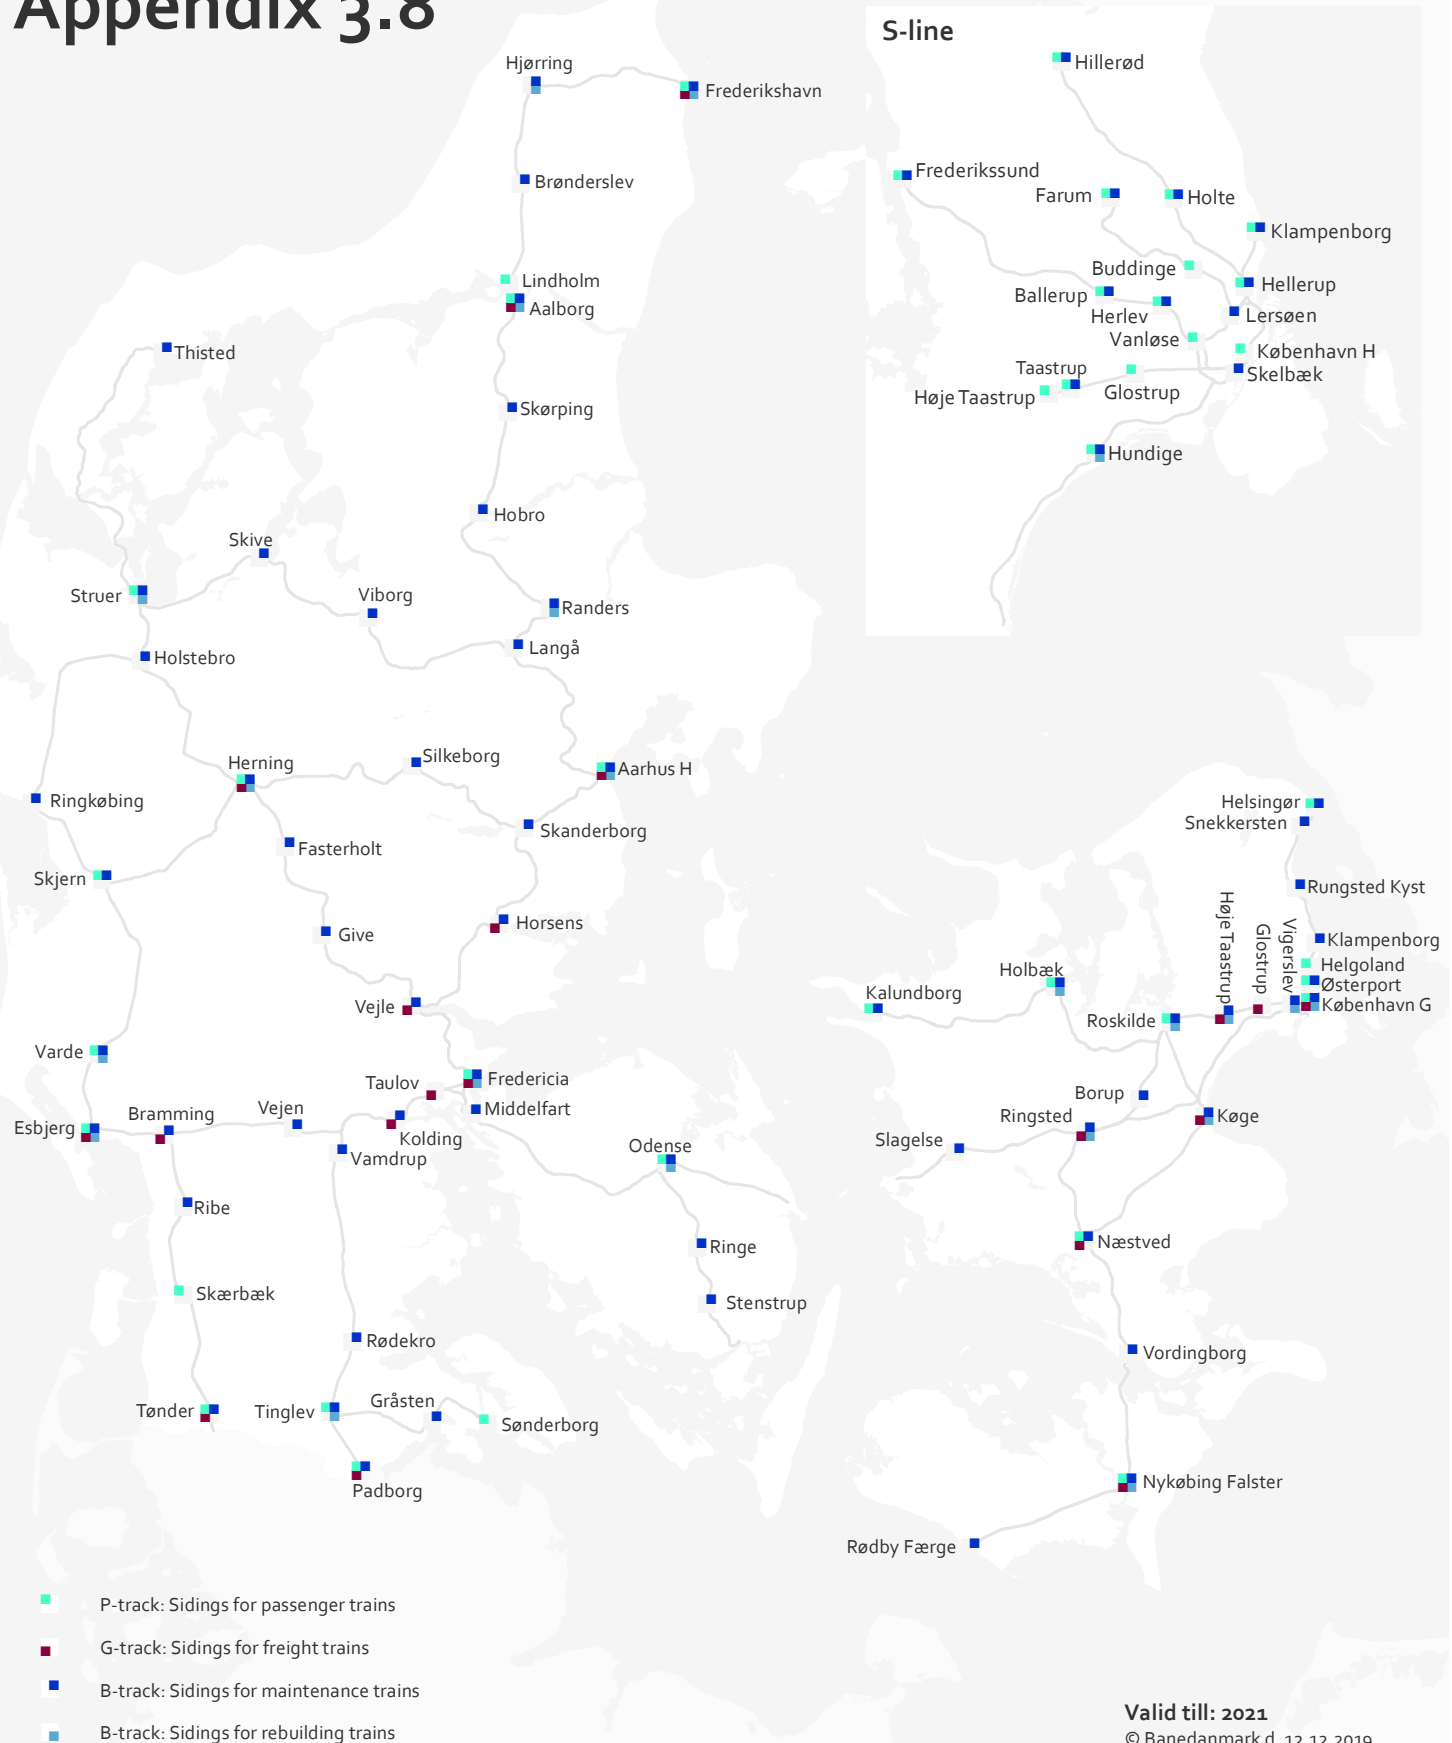 Appendix 3.8
S-line
Hillerød
Frederikssund
Farum
Holte
Klampenborg
Buddinge
Hellerup
Ballerup
Herlev
Lersøen
Vanløse
København H
Taastrup
Skelbæk
Høje Taastrup
Glostrup
Hundige
Hjørring
Frederikshavn
Brønderslev
Lindholm
Aalborg
Thisted
Skørping
Hobro
Skive
Struer
Viborg
Randers
Langå
Holstebro
Herning
Silkeborg
Aarhus H
Ringkøbing
Skanderborg
Fasterholt
Skjern
Give
Horsens
Vejle
Varde
Taulov
Fredericia
Middelfart
Esbjerg
Bramming
Vejen
Kolding
Vamdrup
Odense
Ribe
Ringe
Skærbæk
Stenstrup
Rødekro
Tønder
Tinglev
Gråsten
Sønderborg
Padborg
Helsingør
Snekkersten
Rungsted Kyst
Høje Taastrup
Glostrup
Vigerslev
Klampenborg
Helgoland
Østerport
København G
Holbæk
Kalundborg
Roskilde
Borup
Ringsted
Køge
Slagelse
Næstved
Vordingborg
Nykøbing Falster
Rødby Færge
P-track: Sidings for passenger trains
G-track: Sidings for freight trains
B-track: Sidings for maintenance trains
B-track: Sidings for rebuilding trains
Valid till: 2021
© Banedanmark d. 12.12.2019